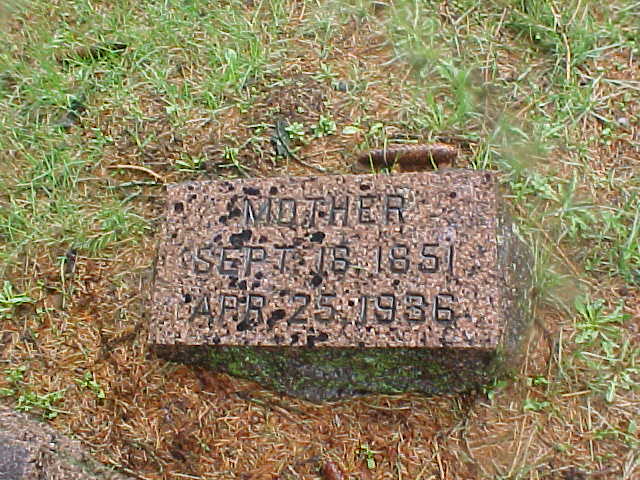 MOTHER
SEPT. 16. 1851
APR. 25. 1936